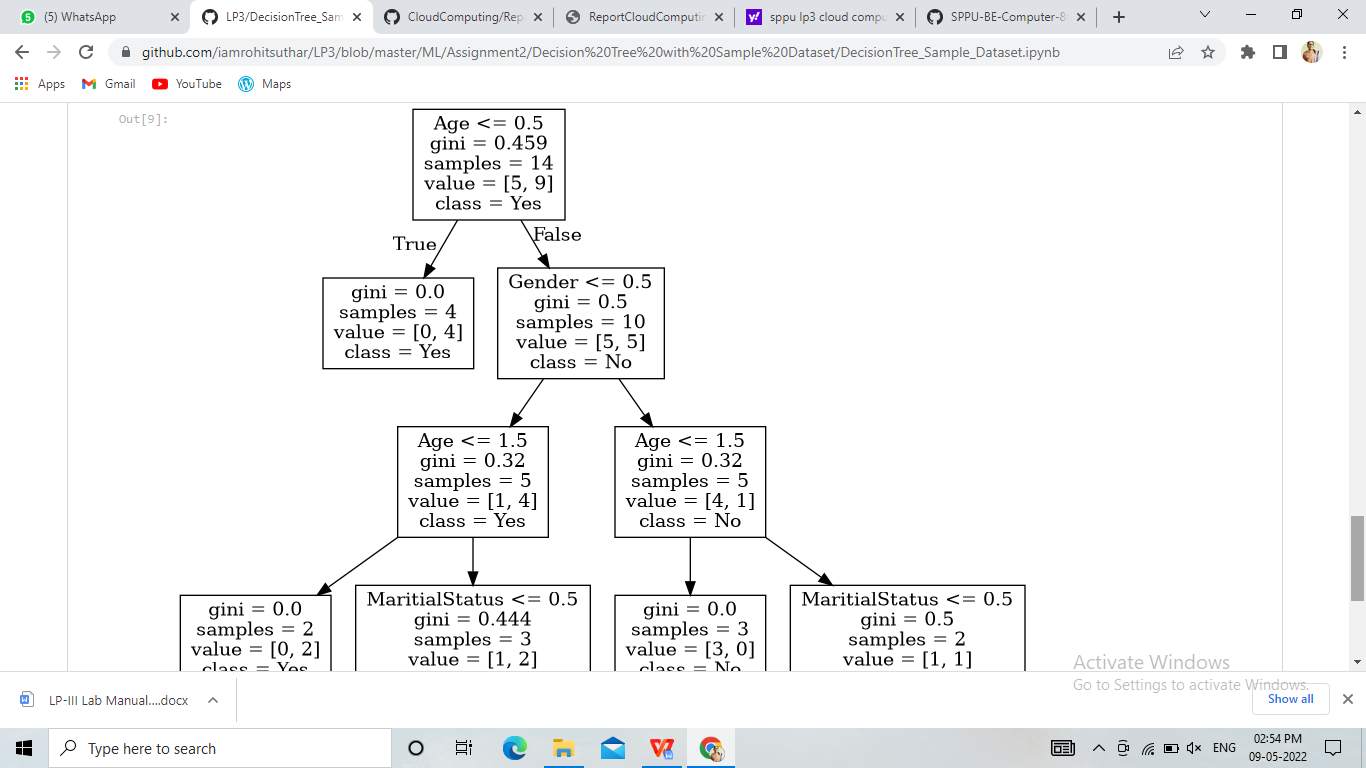 (5) WhatsApp
LP3/DecisionTree_Sam
CloudComputing/Rep
ReportCloudComputi
sppu lp3 cloud compu
SPPU-BE-Computer-8
github.com/iamrohitsuthar/LP3/blob/master/ML/Assignment2/Decision%20Tree%20with%20Sample%20Dataset/DecisionTree_Sample_Dataset.ipynb
Apps
Gmail
YouTube
Maps
Out[9]:
Age <= 0.5
gini = 0.459
samples = 14
value = [5, 9]
class = Yes
True
False
gini = 0.0
samples = 4
value = [0, 4]
class = Yes
Gender <= 0.5
gini = 0.5
samples = 10
value = [5, 5]
class = No
Age <= 1.5
gini = 0.32
samples = 5
value = [1, 4]
class = Yes
Age <= 1.5
gini = 0.32
samples = 5
value = [4, 1]
class = No
gini = 0.0
samples = 2
value = [0, 2]
class = Yes
MaritialStatus <= 0.5
gini = 0.444
samples = 3
value = [1, 2]
gini = 0.0
samples = 3
value = [3, 0]
class = No
MaritialStatus <= 0.5
gini = 0.5
samples = 2
value = [1, 1]
Activate Windows
Go to Settings to activate Windows.
LP-III Lab Manual....docx
Show all
Type here to search
ENG
02:54 PM
09-05-2022